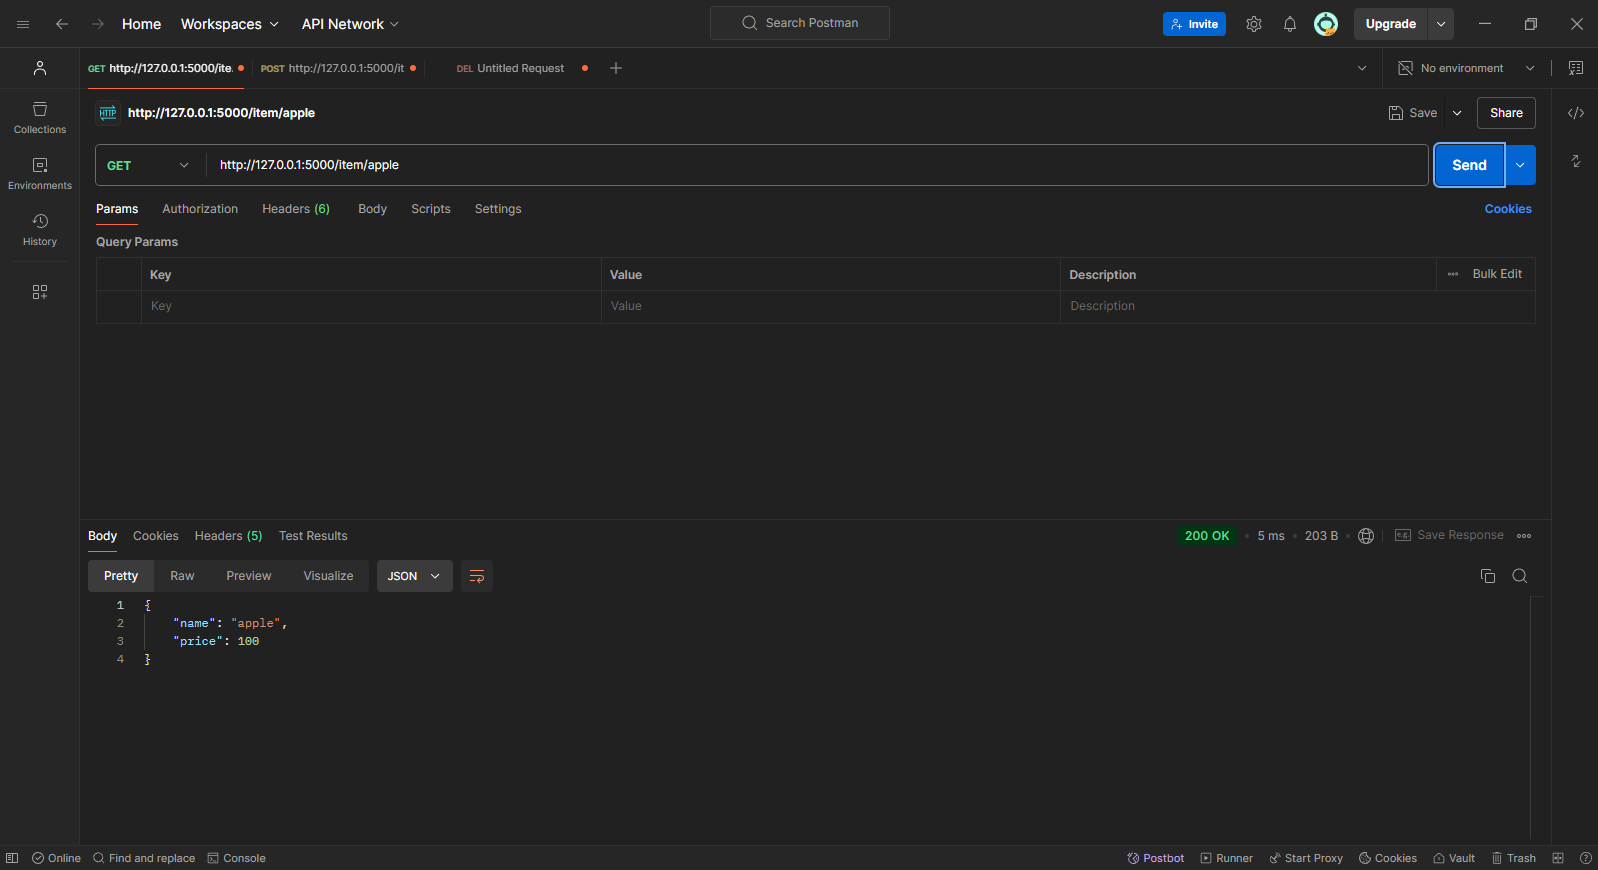 Home Workspaces API Network Search Postman Invite Upgrade
GET http://127.0.0.1:5000/ite POST http://127.0.0.1:5000/it DEL Untitled Request No environment
HTTP http://127.0.0.1:5000/item/apple Save Share
Collections
Environments
History
GET http://127.0.0.1:5000/item/apple Send
Params Authorization Headers (6) Body Scripts Settings Cookies
Query Params
Key Value Description Bulk Edit
Key Value Description
Body Cookies Headers (5) Test Results 200 OK 5 ms 203 B e.g. Save Response
Pretty Raw Preview Visualize JSON
1 {
2 "name": "apple",
3 "price": 100
4 }
Online Find and replace Console Postbot Runner Start Proxy Cookies Vault Trash